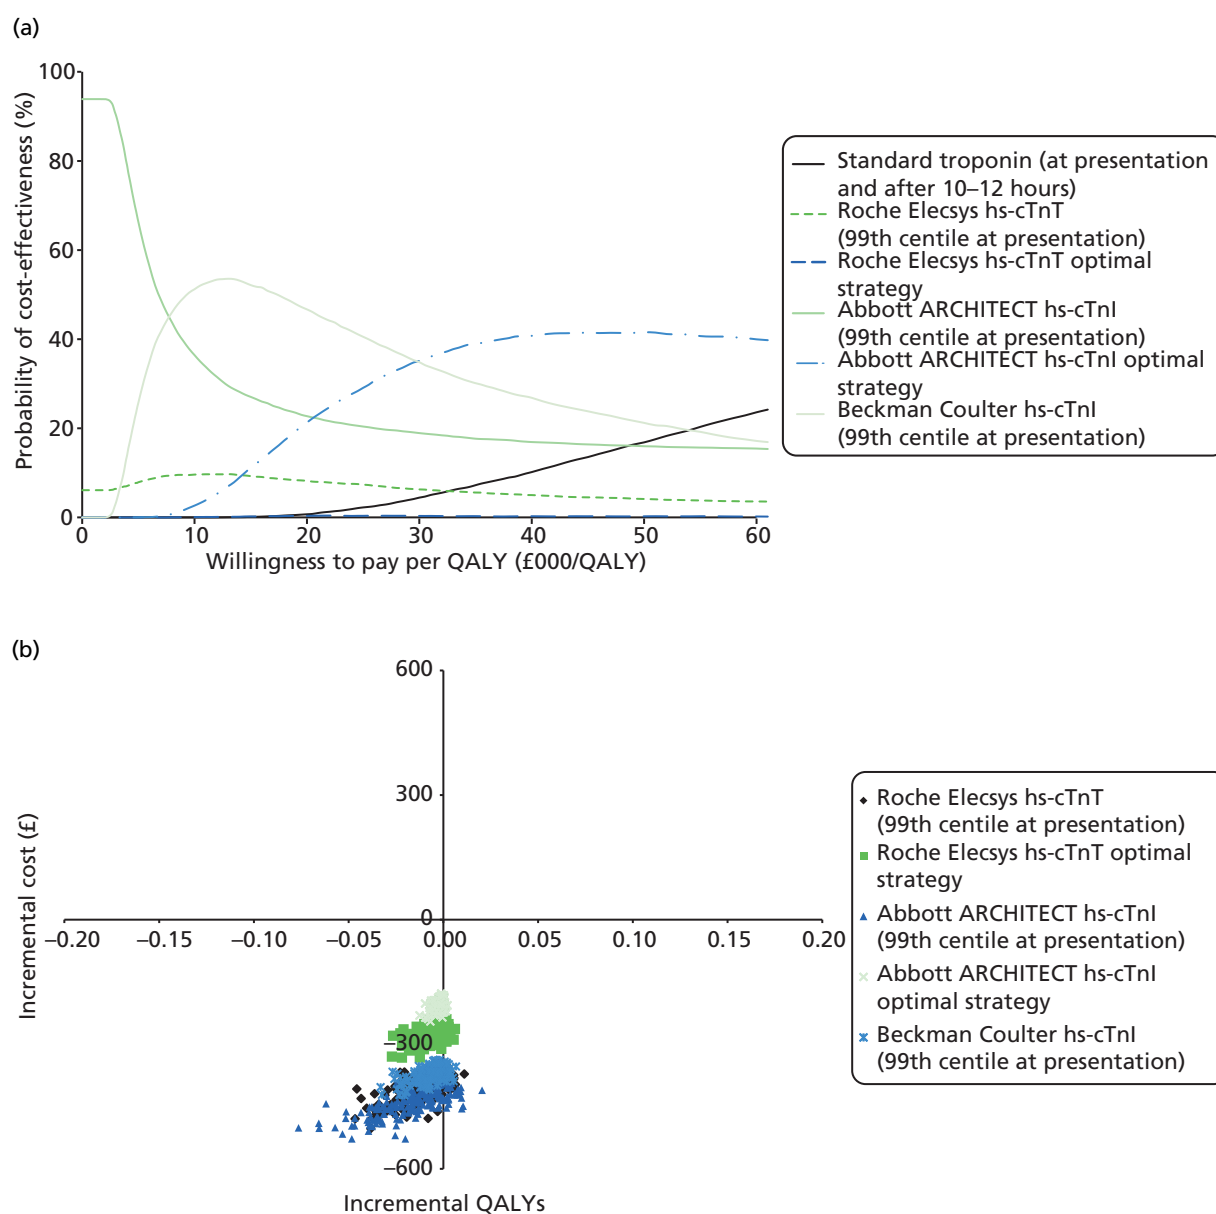 (a)
100
80
60
40
20
0
Probability of cost-effectiveness (%)
0 10 20 30 40 50 60
Willingness to pay per QALY (£000/QALY)
Standard troponin (at presentation
and after 10–12 hours)
Roche Elecsys hs-cTnT
(99th centile at presentation)
Roche Elecsys hs-cTnT optimal
strategy
Abbott ARCHITECT hs-cTnI
(99th centile at presentation)
Abbott ARCHITECT hs-cTnI optimal
strategy
Beckman Coulter hs-cTnI
(99th centile at presentation)
(b)
600
300
0
–300
–600
Incremental cost (£)
–0.20 –0.15 –0.10 –0.05 0.00 0.05 0.10 0.15 0.20
Incremental QALYs
Roche Elecsys hs-cTnT
(99th centile at presentation)
Roche Elecsys hs-cTnT optimal
strategy
Abbott ARCHITECT hs-cTnI
(99th centile at presentation)
Abbott ARCHITECT hs-cTnI
optimal strategy
Beckman Coulter hs-cTnI
(99th centile at presentation)